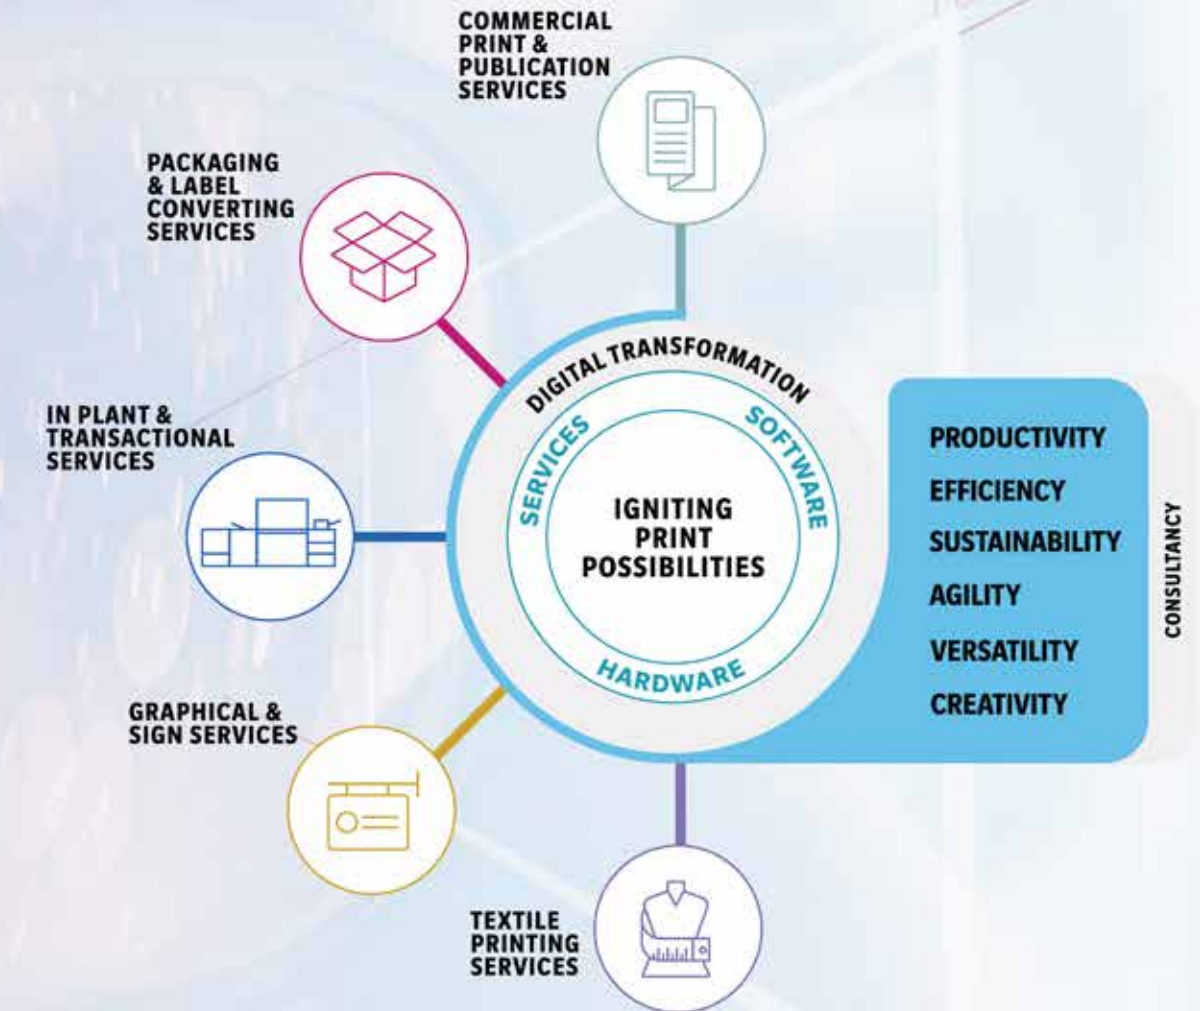 COMMERCIAL
PRINT &
PUBLICATION
SERVICES
PACKAGING
& LABEL
CONVERTING
SERVICES
IN PLANT &
TRANSACTIONAL
SERVICES
GRAPHICAL &
SIGN SERVICES
TEXTILE
PRINTING
SERVICES
DIGITAL TRANSFORMATION
SERVICES
SOFTWARE
HARDWARE
IGNITING
PRINT
POSSIBILITIES
PRODUCTIVITY
EFFICIENCY
SUSTAINABILITY
AGILITY
VERSATILITY
CREATIVITY
CONSULTANCY